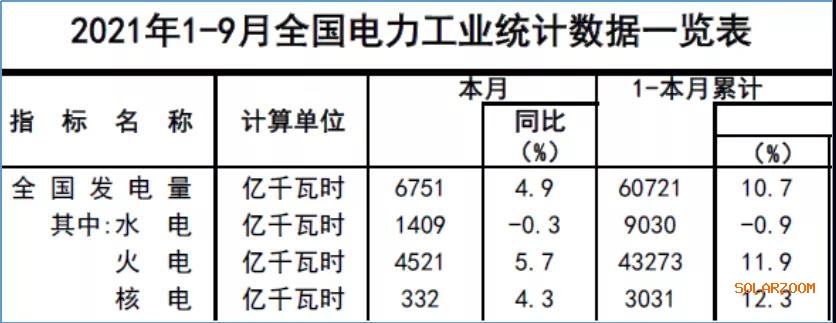 2021年1-9月全国电力工业统计数据一览表
指标名称 计算单位 本月 1-本月累计
同比
(%) (%)
全国发电量 亿千瓦时 6751 4.9 60721 10.7
其中:水电 亿千瓦时 1409 -0.3 9030 -0.9
火电 亿千瓦时 4521 5.7 43273 11.9
核电 亿千瓦时 332 4.3 3031 12.3
SOLARZOOM